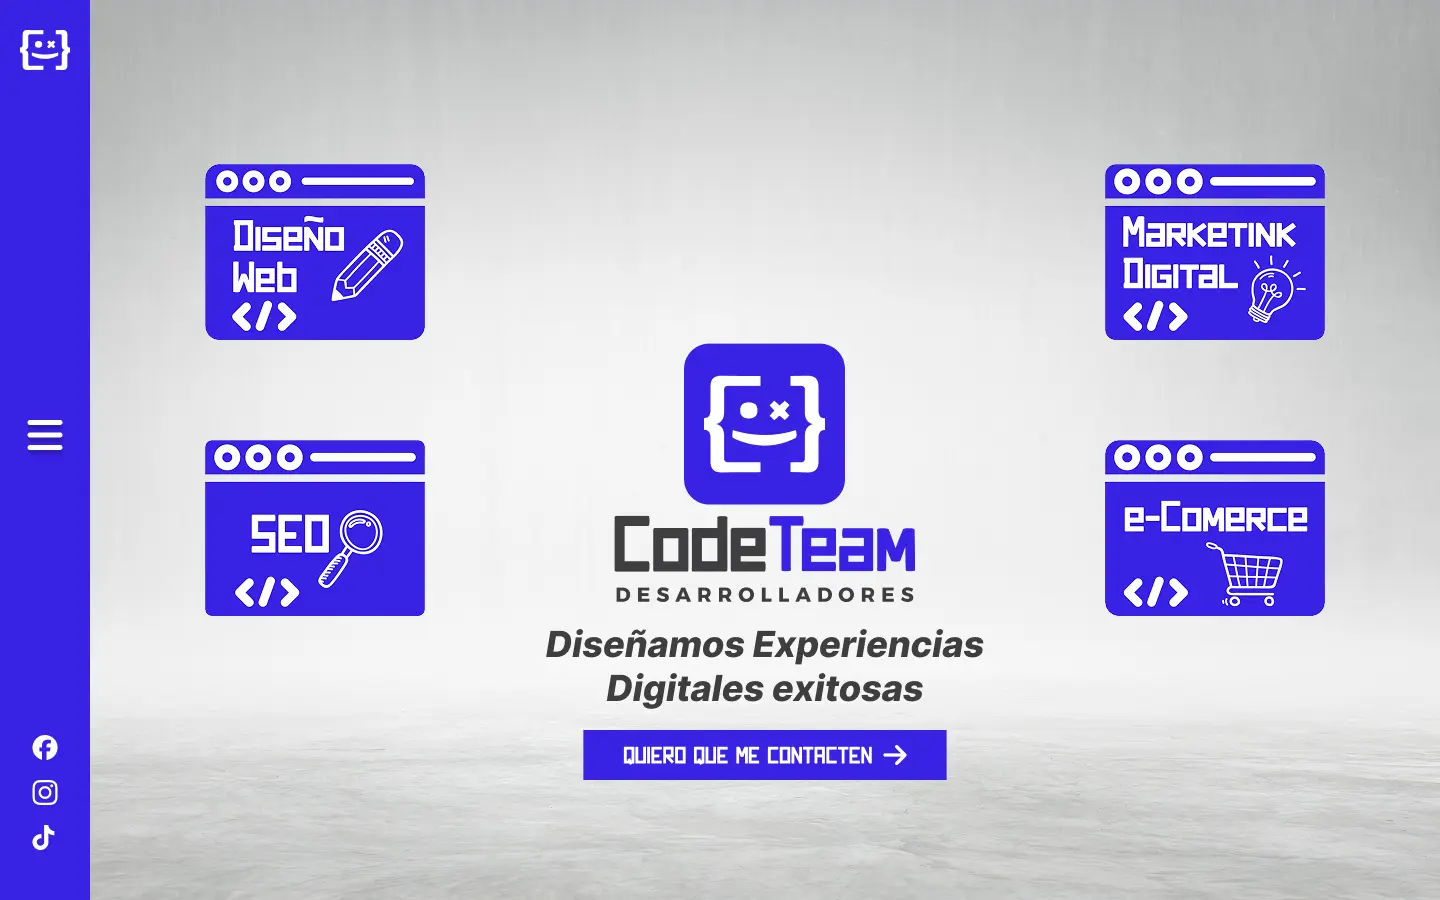 Diseño
Web
</>
Marketink
Digital
</>
SEO
</>
e-Comerce
</>
CodeTeam
DESARROLLADORES
Diseñamos Experiencias
Digitales exitosas
QUIERO QUE ME CONTACTEN →